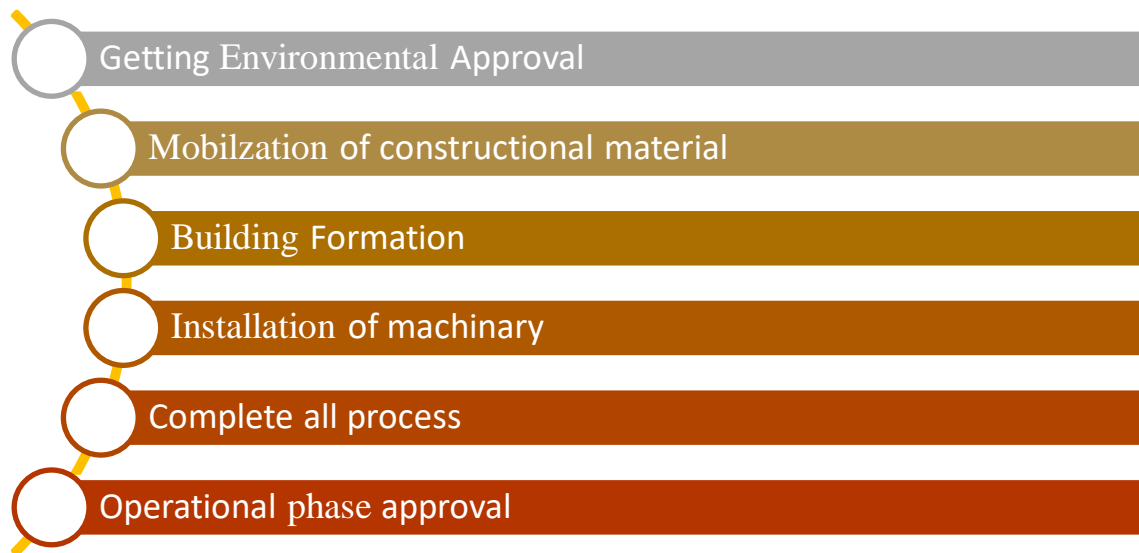 Getting Environmental Approval
Mobilzation of constructional material
Building Formation
Installation of machinary
Complete all process
Operational phase approval